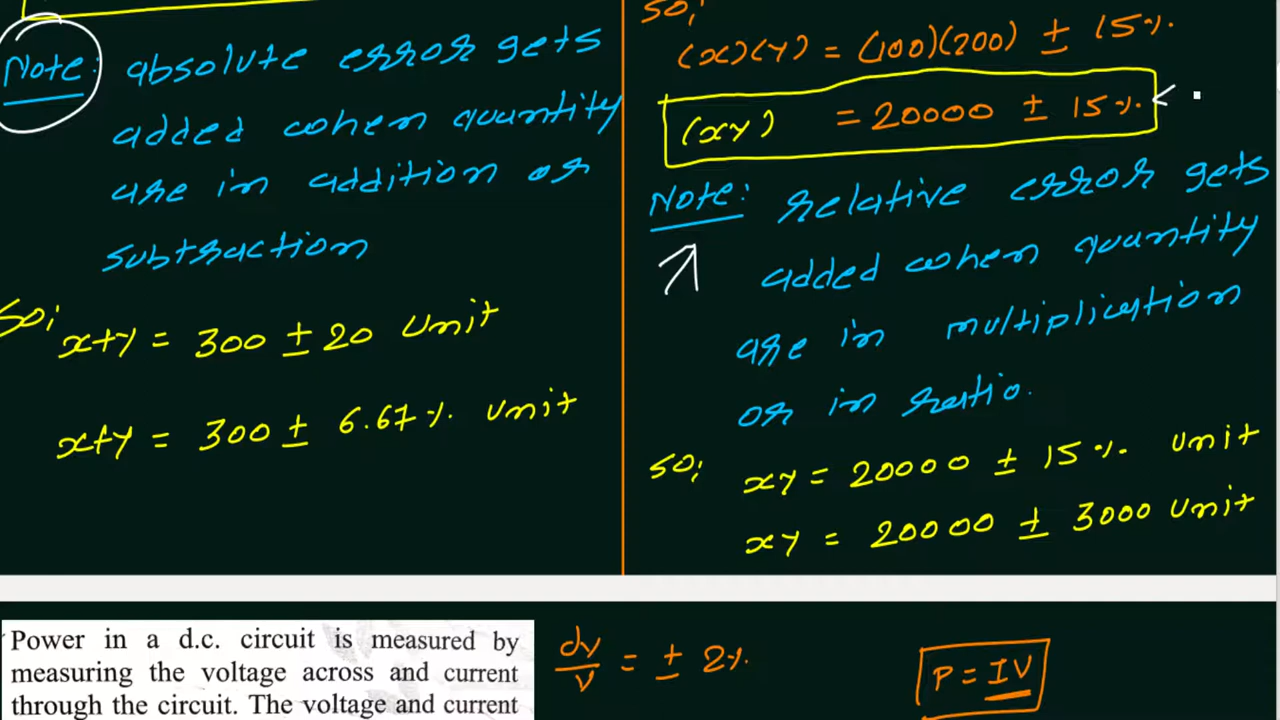 Note: absolute error gets
added when quantity
are in addition or
subtraction
So;
x+y = 300 ± 20 Unit
x+y = 300 ± 6.67 % unit
So;
(x)(y) = (100)(200) ± 15 %.
(xy) = 20000 ± 15 %.
Note: relative error gets
added when quantity
are in multiplication
or in ratio.
So;
xy = 20000 ± 15 %. unit
xy = 20000 ± 3000 unit
Power in a d.c. circuit is measured by
measuring the voltage across and current
through the circuit. The voltage and current
dv/v = ± 2 %.
P = IV